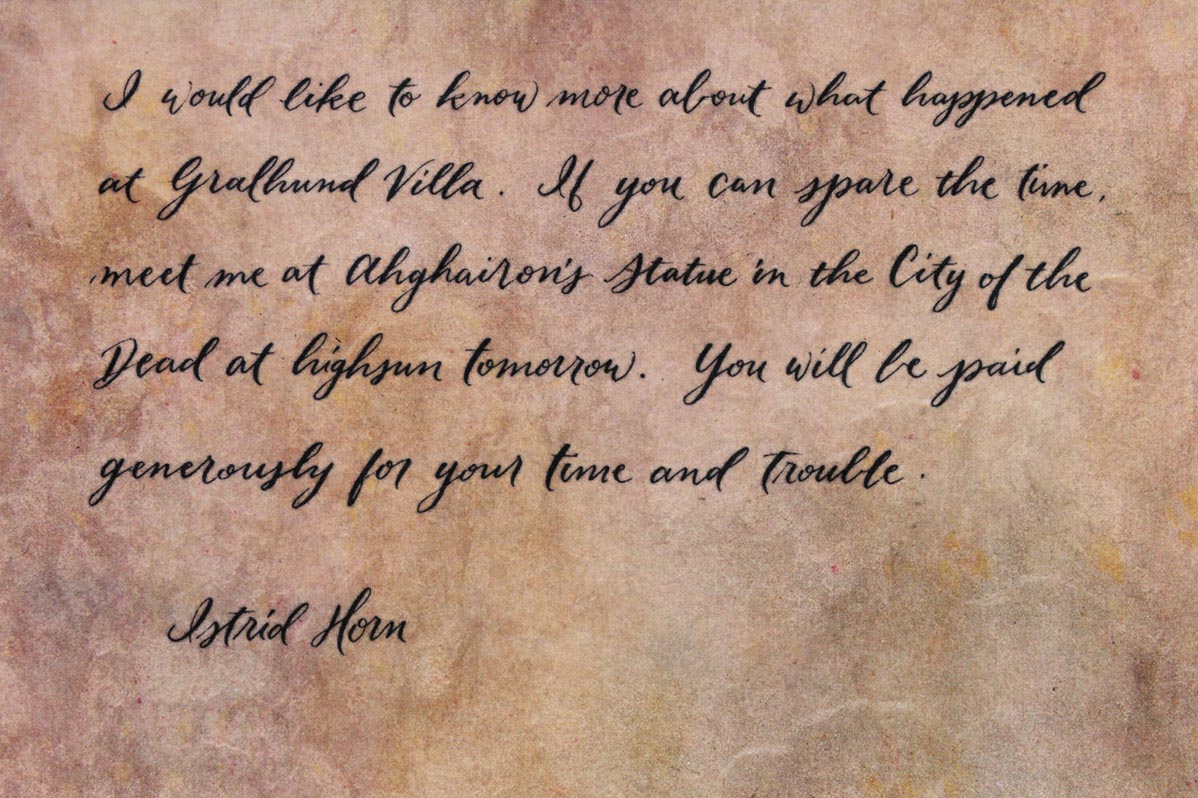 I would like to know more about what happened
at Gralhund Villa. If you can spare the time,
meet me at Ahghairon's Statue in the City of the
Dead at highsun tomorrow. You will be paid
generously for your time and trouble.
Istrid Horn